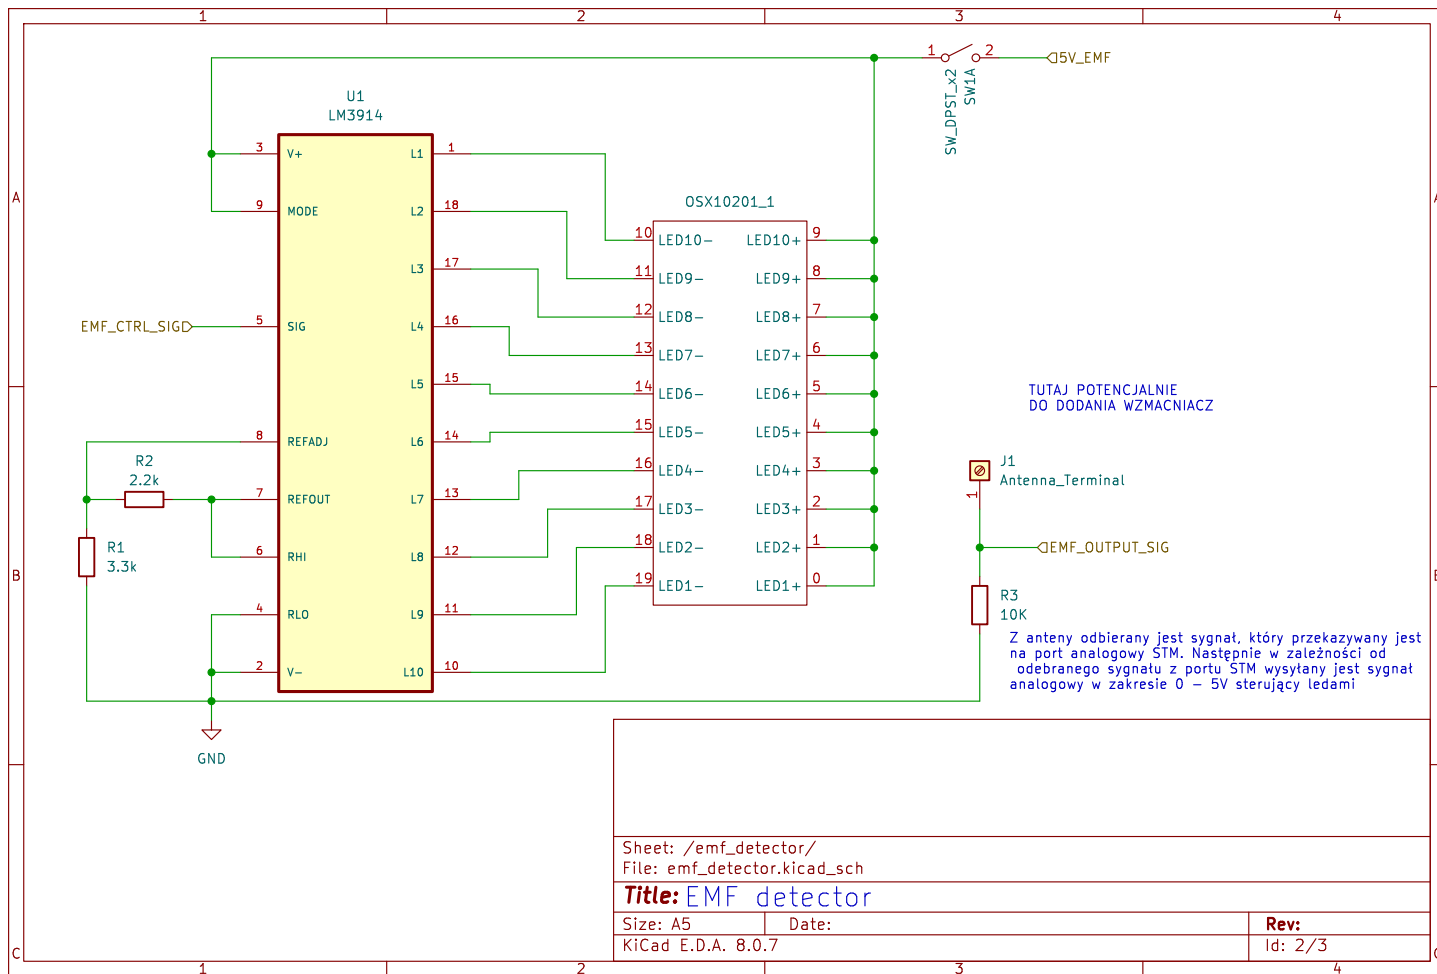 1 2 3 4
1 2
5V_EMF
SW_DPST_x2
SW1A
U1
LM3914
3 V+ L1 1
9 MODE L2 18
L3 17
EMF_CTRL_SIG 5 SIG L4 16
L5 15
8 REFADJ L6 14
7 REFOUT L7 13
6 RHI L8 12
4 RLO L9 11
2 V- L10 10
R2
2.2k
R1
3.3k
GND
OSX10201_1
10 LED10- LED10+ 9
11 LED9- LED9+ 8
12 LED8- LED8+ 7
13 LED7- LED7+ 6
14 LED6- LED6+ 5
15 LED5- LED5+ 4
16 LED4- LED4+ 3
17 LED3- LED3+ 2
18 LED2- LED2+ 1
19 LED1- LED1+ 0
TUTAJ POTENCJALNIE
DO DODANIA WZMACNIACZ
J1
Antenna_Terminal
1
EMF_OUTPUT_SIG
R3
10K
Z anteny odbierany jest sygnał, który przekazywany jest
na port analogowy STM. Następnie w zależności od
odebranego sygnału z portu STM wysyłany jest sygnał
analogowy w zakresie 0 - 5V sterujący ledami
A
B
C
Sheet: /emf_detector/
File: emf_detector.kicad_sch
Title: EMF detector
Size: A5 Date: Rev:
KiCad E.D.A. 8.0.7 Id: 2/3
1 2 3 4